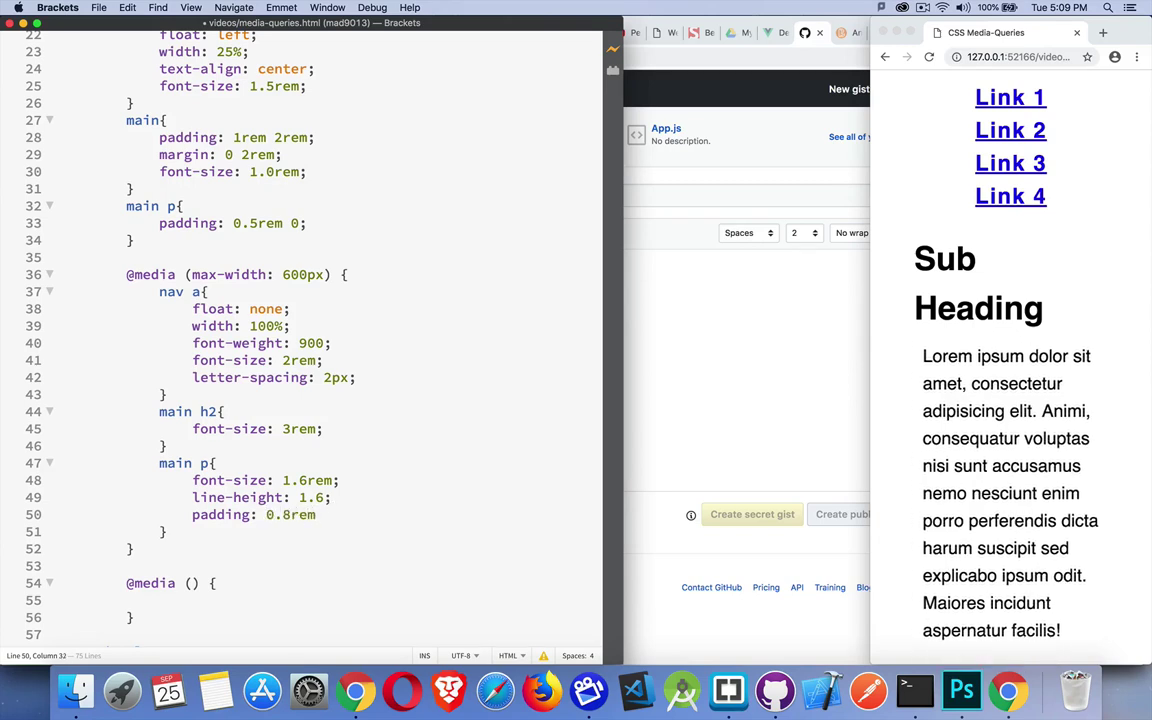 Brackets File Edit Find View Navigate Emmet Window Debug Help 100% Tue 5:09 PM
• videos/media-queries.html (mad9013) — Brackets
22 float: left;
23 width: 25%;
24 text-align: center;
25 font-size: 1.5rem;
26 }
27 main{
28 padding: 1rem 2rem;
29 margin: 0 2rem;
30 font-size: 1.0rem;
31 }
32 main p{
33 padding: 0.5rem 0;
34 }
35
36 @media (max-width: 600px) {
37 nav a{
38 float: none;
39 width: 100%;
40 font-weight: 900;
41 font-size: 2rem;
42 letter-spacing: 2px;
43 }
44 main h2{
45 font-size: 3rem;
46 }
47 main p{
48 font-size: 1.6rem;
49 line-height: 1.6;
50 padding: 0.8rem
51 }
52 }
53
54 @media () {
55
56 }
57
Line 50, Column 32 — 75 Lines
INS UTF-8 HTML Spaces: 4
Pe W Be My De An
New gist
App.js
No description.
See all of y
Spaces 2 No wrap
Create secret gist Create publ
Contact GitHub Pricing API Training Blog
CSS Media-Queries
127.0.0.1:52166/video...
Link 1
Link 2
Link 3
Link 4
Sub
Heading
Lorem ipsum dolor sit
amet, consectetur
adipisicing elit. Animi,
consequatur voluptas
nisi sunt accusamus
nemo nesciunt enim
porro perferendis dicta
harum suscipit sed
explicabo ipsum odit.
Maiores incidunt
aspernatur facilis!
SEP
25
Ps